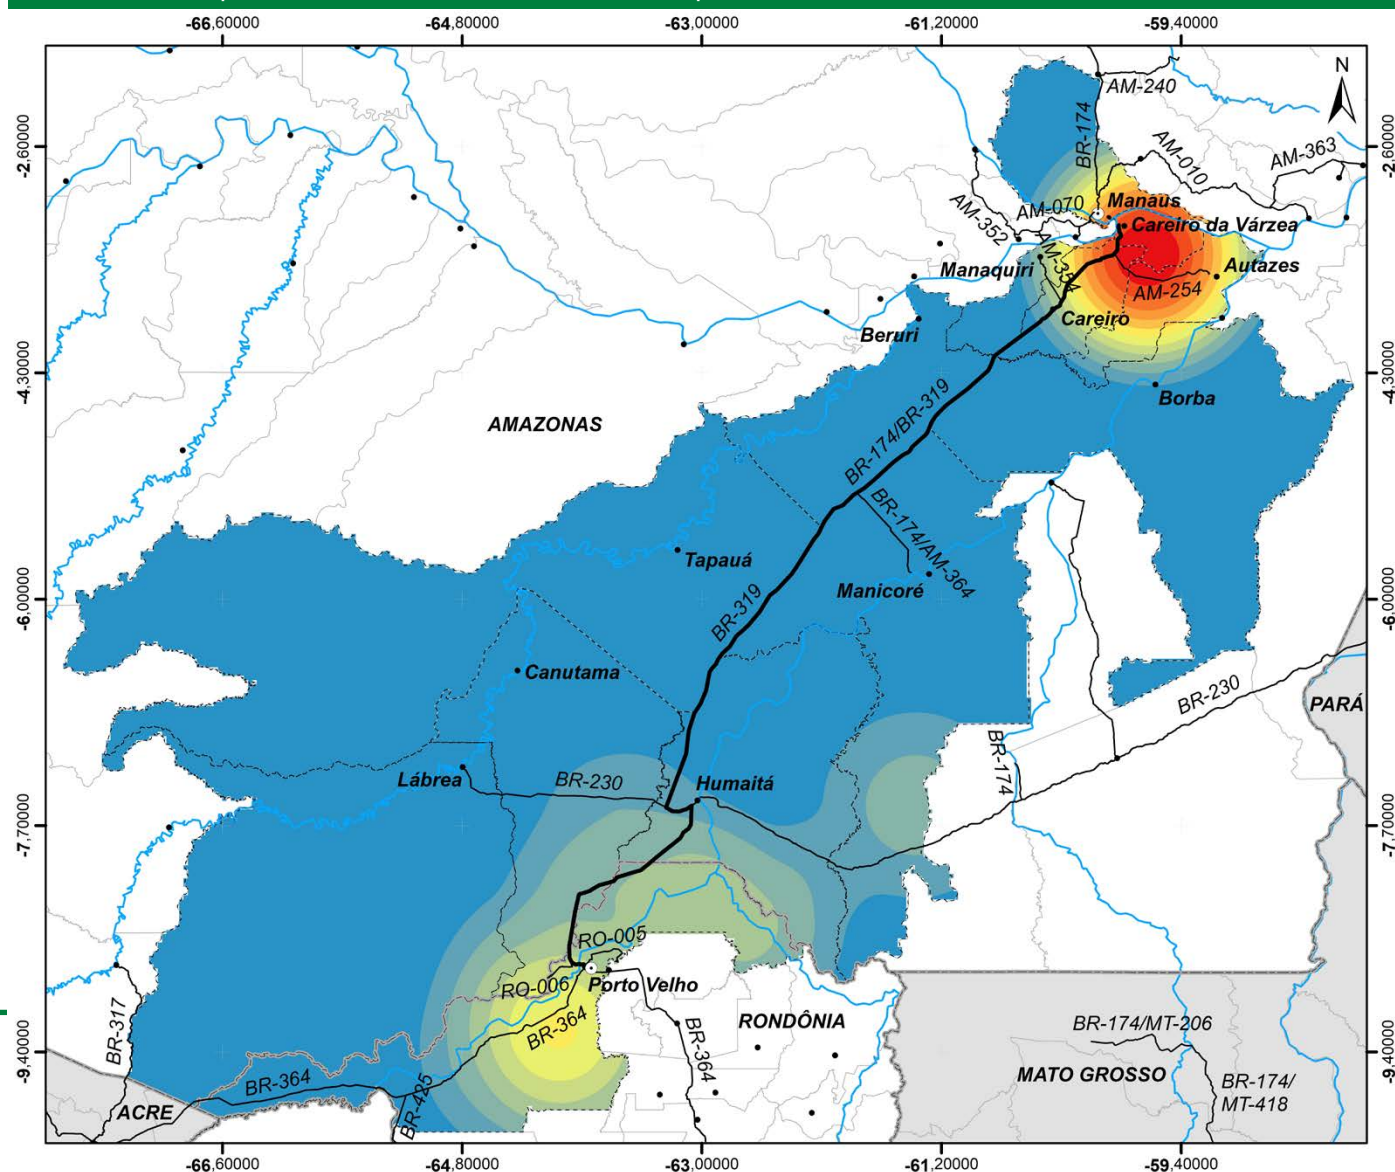 -66,60000 -64,80000 -63,00000 -61,20000 -59,40000
N
AM-240
BR-174
-2,60000
-2,60000
AM-010
AM-363
AM-070
Manaus
AM-352
Careiro da Várzea
AM-354
Manaquiri
Autazes
AM-254
Careiro
Beruri
-4,30000
-4,30000
Borba
AMAZONAS
BR-174/BR-319
BR-174/AM-364
Tapauá
Manicoré
-6,00000
-6,00000
BR-319
Canutama
BR-230
PARÁ
BR-174
Lábrea
BR-230
Humaitá
-7,70000
-7,70000
RO-005
RO-006
Porto Velho
BR-364
BR-317
RONDÔNIA
BR-174/MT-206
-9,40000
-9,40000
BR-364
BR-364
MATO GROSSO
BR-174/
MT-418
ACRE
BR-425
-66,60000 -64,80000 -63,00000 -61,20000 -59,40000